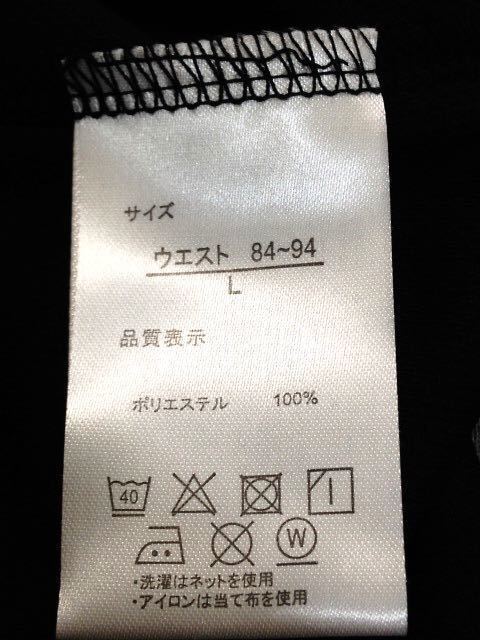 サイズ
ウエスト 84~94
L
品質表示
ポリエステル 100%
40
W
・洗濯はネットを使用
・アイロンは当て布を使用